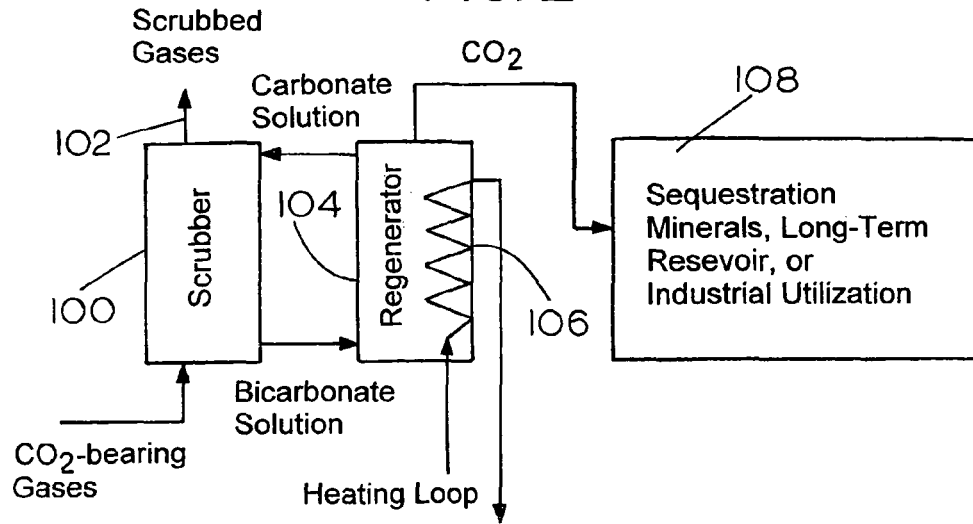 Scrubbed
Gases
CO2
Carbonate
Solution
108
102
Scrubber
104
Regenerator
Sequestration
Minerals, Long-Term
Resevoir, or
Industrial Utilization
100
106
Bicarbonate
Solution
CO2-bearing
Gases
Heating Loop